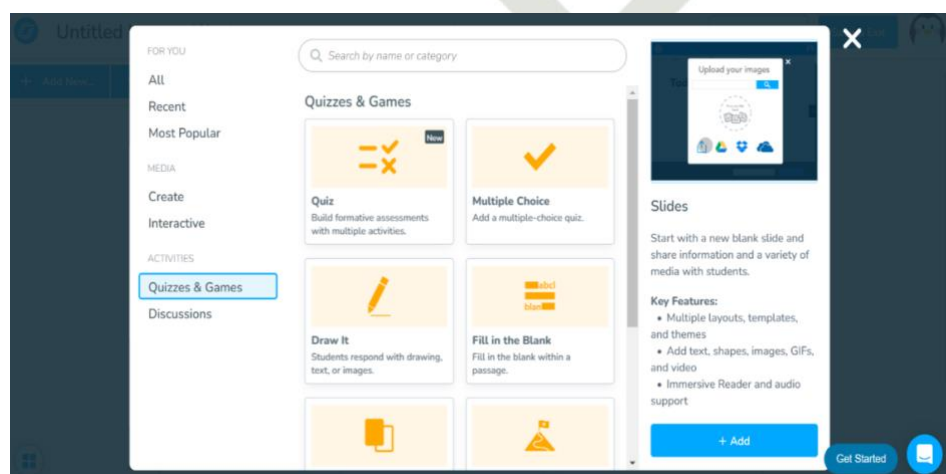 Untitled
+ Add New...
FOR YOU
All
Recent
Most Popular
MEDIA
Create
Interactive
ACTIVITIES
Quizzes & Games
Discussions
Search by name or category
Quizzes & Games
New
Quiz
Build formative assessments
with multiple activities.
Multiple Choice
Add a multiple-choice quiz.
Draw It
Students respond with drawing,
text, or images.
abcl
blan
Fill in the Blank
Fill in the blank within a
passage.
Upload your images
Slides
Start with a new blank slide and
share information and a variety of
media with students.
Key Features:
• Multiple layouts, templates,
and themes
• Add text, shapes, images, GIFs,
and video
• Immersive Reader and audio
support
+ Add
Get Started